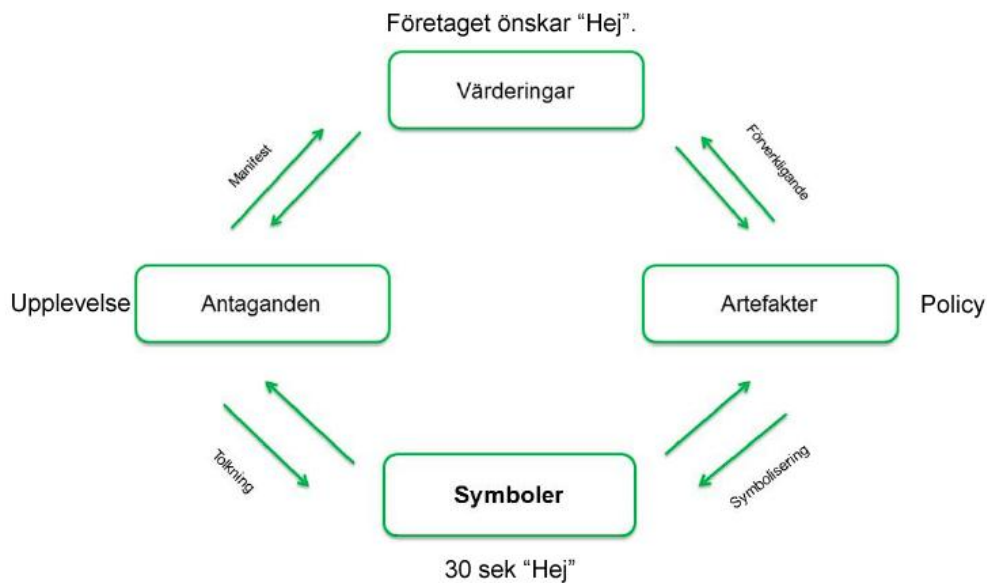 Företaget önskar “Hej”.
Värderingar
Manifest
Förverkligande
Upplevelse
Antaganden
Artefakter
Policy
Tolkning
Symbolisering
Symboler
30 sek “Hej”